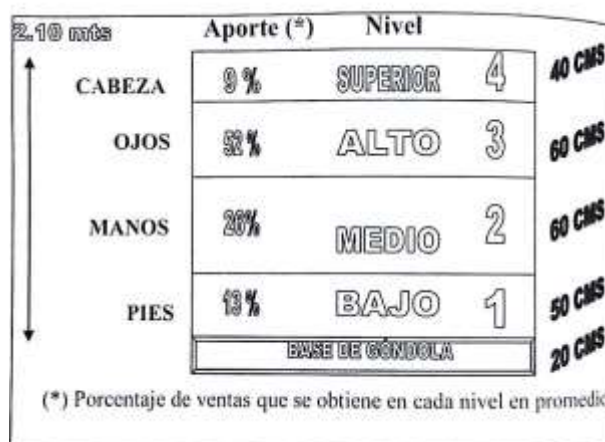 2.10 mts Aporte (*) Nivel
CABEZA 9 % SUPERIOR 4 40 CMS
OJOS 52 % ALTO 3 60 CMS
MANOS 26% MEDIO 2 60 CMS
PIES 13 % BAJO 1 50 CMS
BASE DE GÓNDOLA 20 CMS
(*) Porcentaje de ventas que se obtiene en cada nivel en promedio